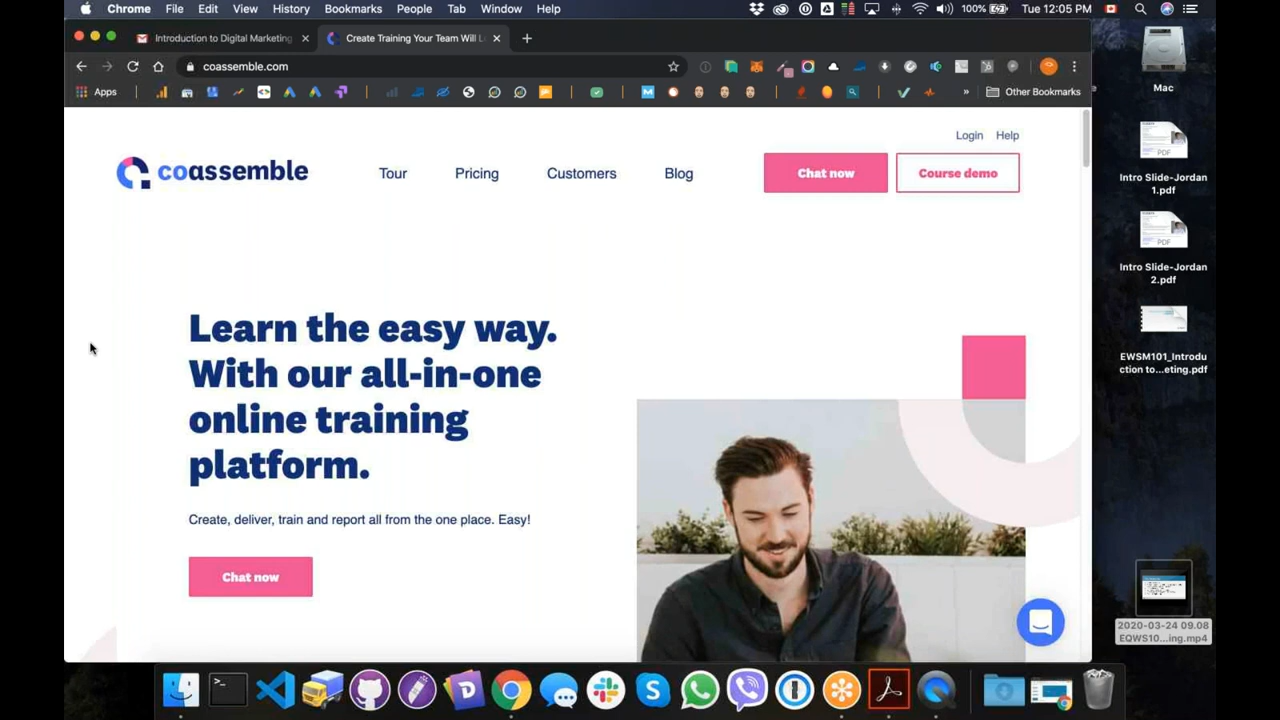 Chrome File Edit View History Bookmarks People Tab Window Help
100% Tue 12:05 PM
Introduction to Digital Marketing
Create Training Your Team Will L
coassemble.com
Apps
Other Bookmarks
Login Help
coassemble
Tour Pricing Customers Blog
Chat now
Course demo
Learn the easy way.
With our all-in-one
online training
platform.
Create, deliver, train and report all from the one place. Easy!
Chat now
Mac
PDF
Intro Slide-Jordan
1.pdf
PDF
Intro Slide-Jordan
2.pdf
EWSM101_Introdu
ction to...eting.pdf
2020-03-24 09.08
EQWS10...ing.mp4